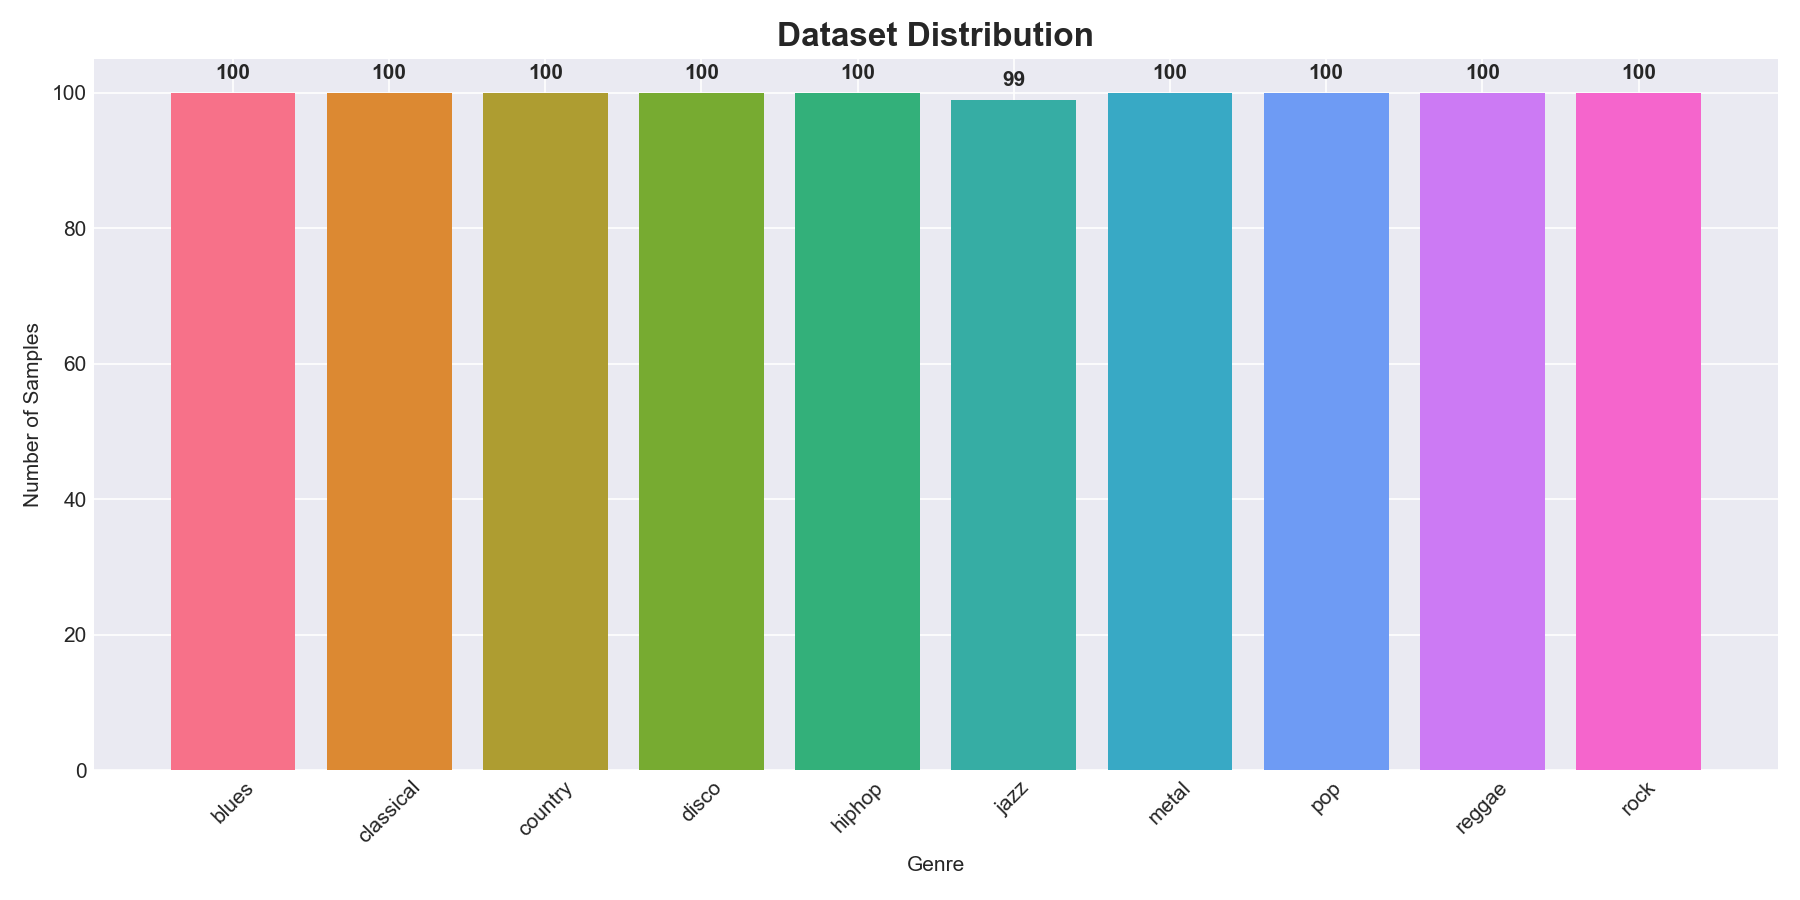 Dataset Distribution
100 100 100 100 100 99 100 100 100 100
100
80
60
40
20
0
Number of Samples
blues classical country disco hiphop jazz metal pop reggae rock
Genre